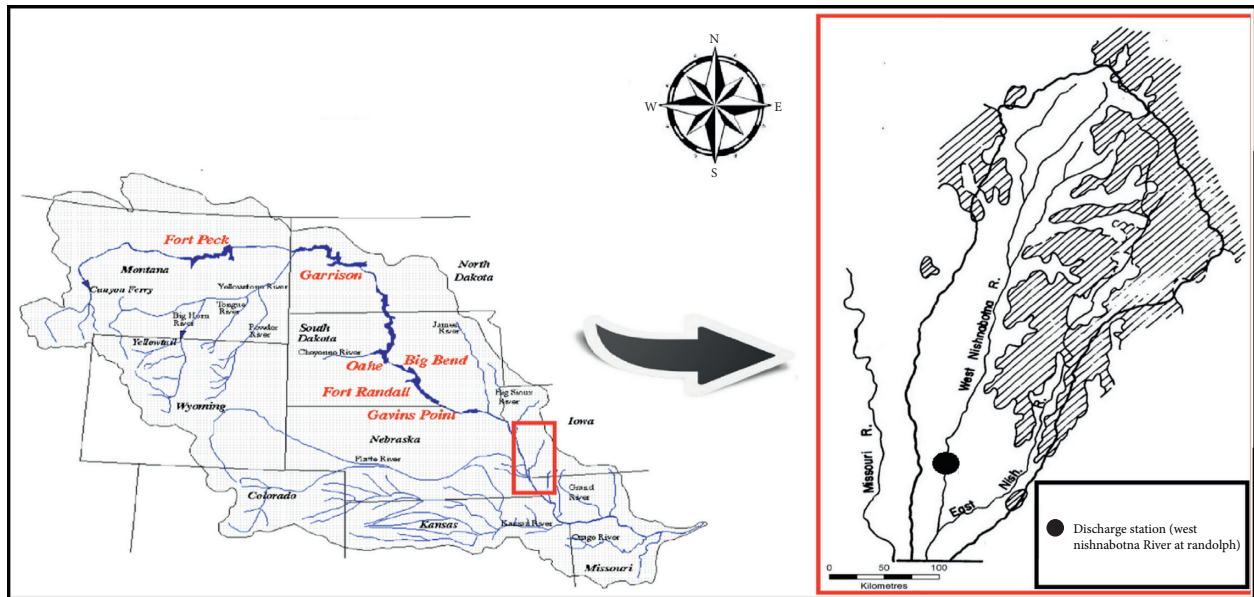 N
W
E
S
Fort Peck
Montana
Canyon Ferry
Yellowstone River
Tongue
River
Big Horn
River
Powder
River
Yellowtail
Wyoming
Garrison
North
Dakota
South
Dakota
James
River
Cheyenne River
Oahe
Big Bend
Fort Randall
Gavins Point
Big Sioux
River
Iowa
Nebraska
Platte River
Colorado
Kansas
Kansas River
Grand
River
Osage River
Missouri
West Nishnabotna R.
Missouri R.
East Nish. R.
0 50 100
Kilometres
Discharge station (west
nishnabotna River at randolph)